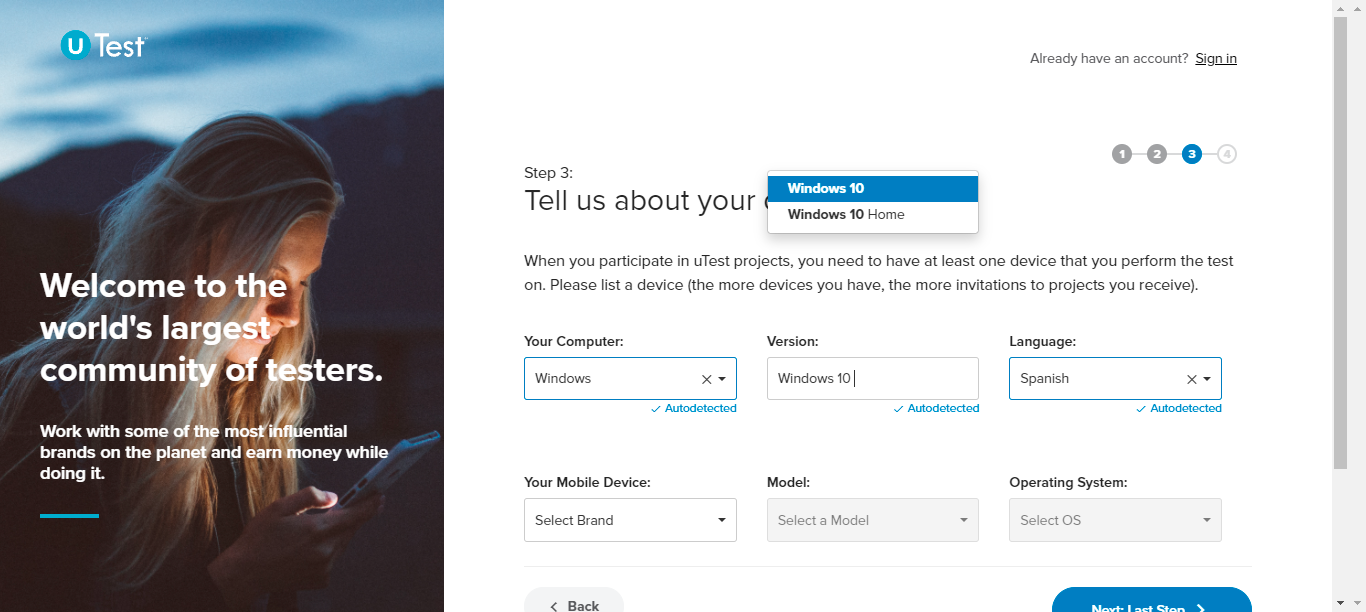 uTest
Already have an account? Sign in
1 2 3 4
Step 3:
Tell us about your
Windows 10
Windows 10 Home
When you participate in uTest projects, you need to have at least one device that you perform the test
on. Please list a device (the more devices you have, the more invitations to projects you receive).
Welcome to the
world's largest
community of testers.
Work with some of the most influential
brands on the planet and earn money while
doing it.
Your Computer: Version: Language:
Windows Windows 10 Spanish
Autodetected Autodetected Autodetected
Your Mobile Device: Model: Operating System:
Select Brand Select a Model Select OS
Back Next: Last Step